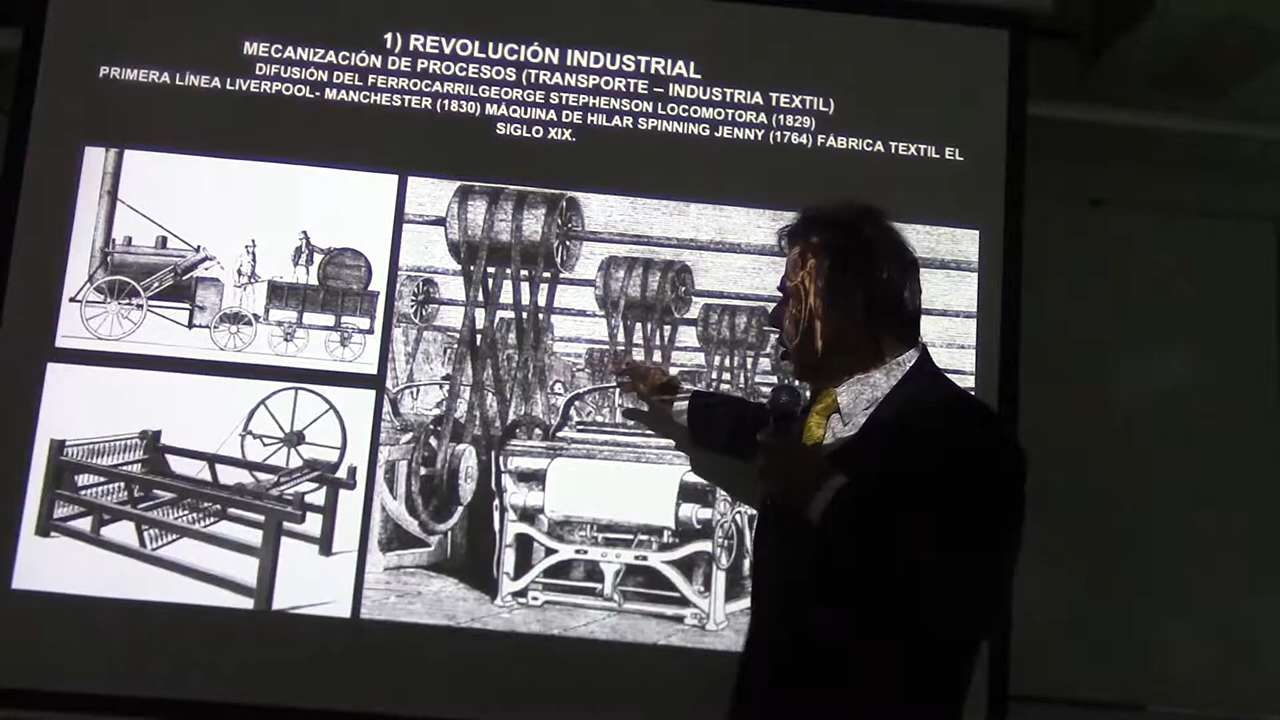 1) REVOLUCIÓN INDUSTRIAL
MECANIZACIÓN DE PROCESOS (TRANSPORTE – INDUSTRIA TEXTIL)
DIFUSIÓN DEL FERROCARRILGEORGE STEPHENSON LOCOMOTORA (1829)
PRIMERA LÍNEA LIVERPOOL- MANCHESTER (1830) MÁQUINA DE HILAR SPINNING JENNY (1764) FÁBRICA TEXTIL EL
SIGLO XIX.